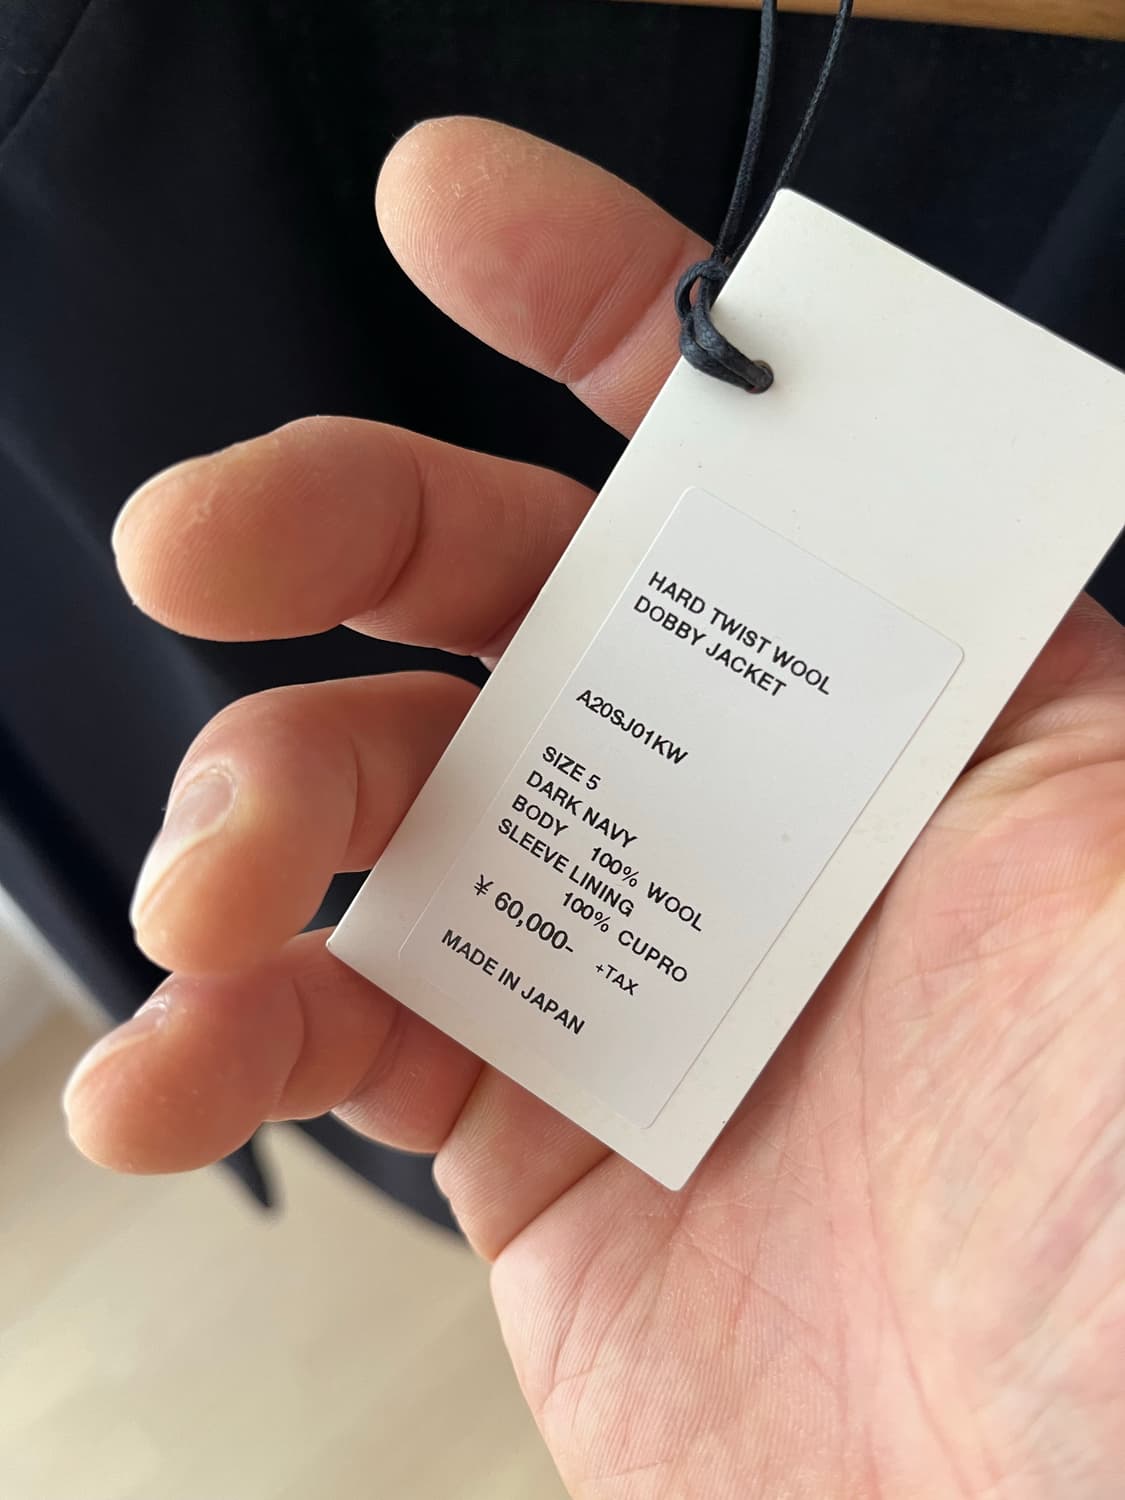 HARD TWIST WOOL
DOBBY JACKET
A20SJ01KW
SIZE 5
DARK NAVY
BODY 100% WOOL
SLEEVE LINING
100% CUPRO
¥ 60,000- +TAX
MADE IN JAPAN